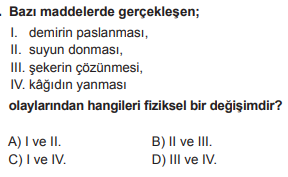 . Bazı maddelerde gerçekleşen;
I. demirin paslanması,
II. suyun donması,
III. şekerin çözünmesi,
IV. kâğıdın yanması
olaylarından hangileri fiziksel bir değişimdir?
A) I ve II. B) II ve III.
C) I ve IV. D) III ve IV.